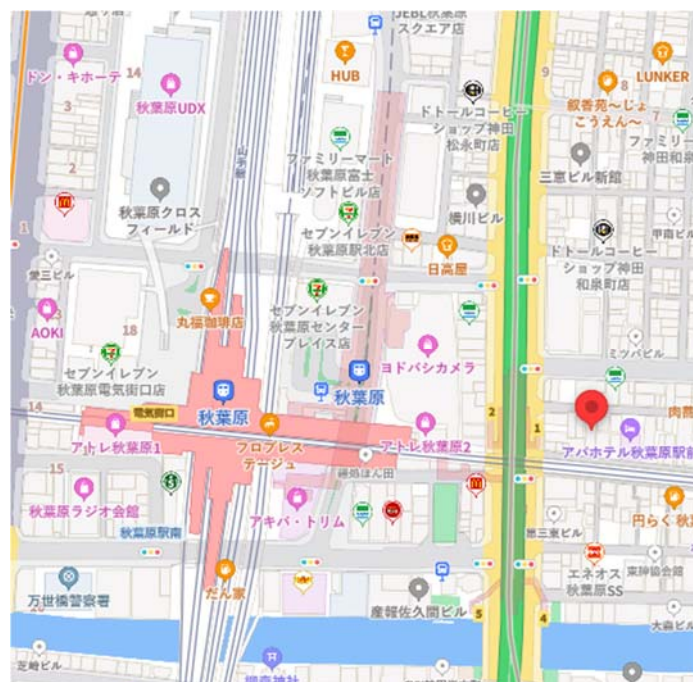 JEBL秋葉原
スクエア店
ドン・キホーテ
14
秋葉原UDX
HUB
9
8
LUNKER
叙香苑〜じょ
こうえん〜
7
3
ドトールコーヒー
ショップ神田
松永町店
ファミリーマート
秋葉原富士
ソフトビル店
ファミリ
神田和泉
山手線
2
三恵ビル新館
秋葉原クロス
フィールド
セブンイレブン
秋葉原駅北店
横川ビル
1
甲南ビル
日高屋
ドトールコーヒー
ショップ神田
和泉町店
愛三ビル
丸福珈琲店
セブンイレブン
秋葉原センター
プレイス店
AOKI
18
ミツバビル
ヨドバシカメラ
セブンイレブン
秋葉原電気街口店
秋葉原
秋葉原
14
電気街口
2
1
肉
アトレ秋葉原1
フロプレス
テージュ
アトレ秋葉原2
アパホテル秋葉原駅前
15
秋葉原ラジオ会館
アキバ・トリム
円らく 秋
秋葉原駅南
恵三東ビル
だん家
エネオス
秋葉原SS
東神協会館
万世橋警察署
産報佐久間ビル
5
4
大森ビル
芝崎ビル